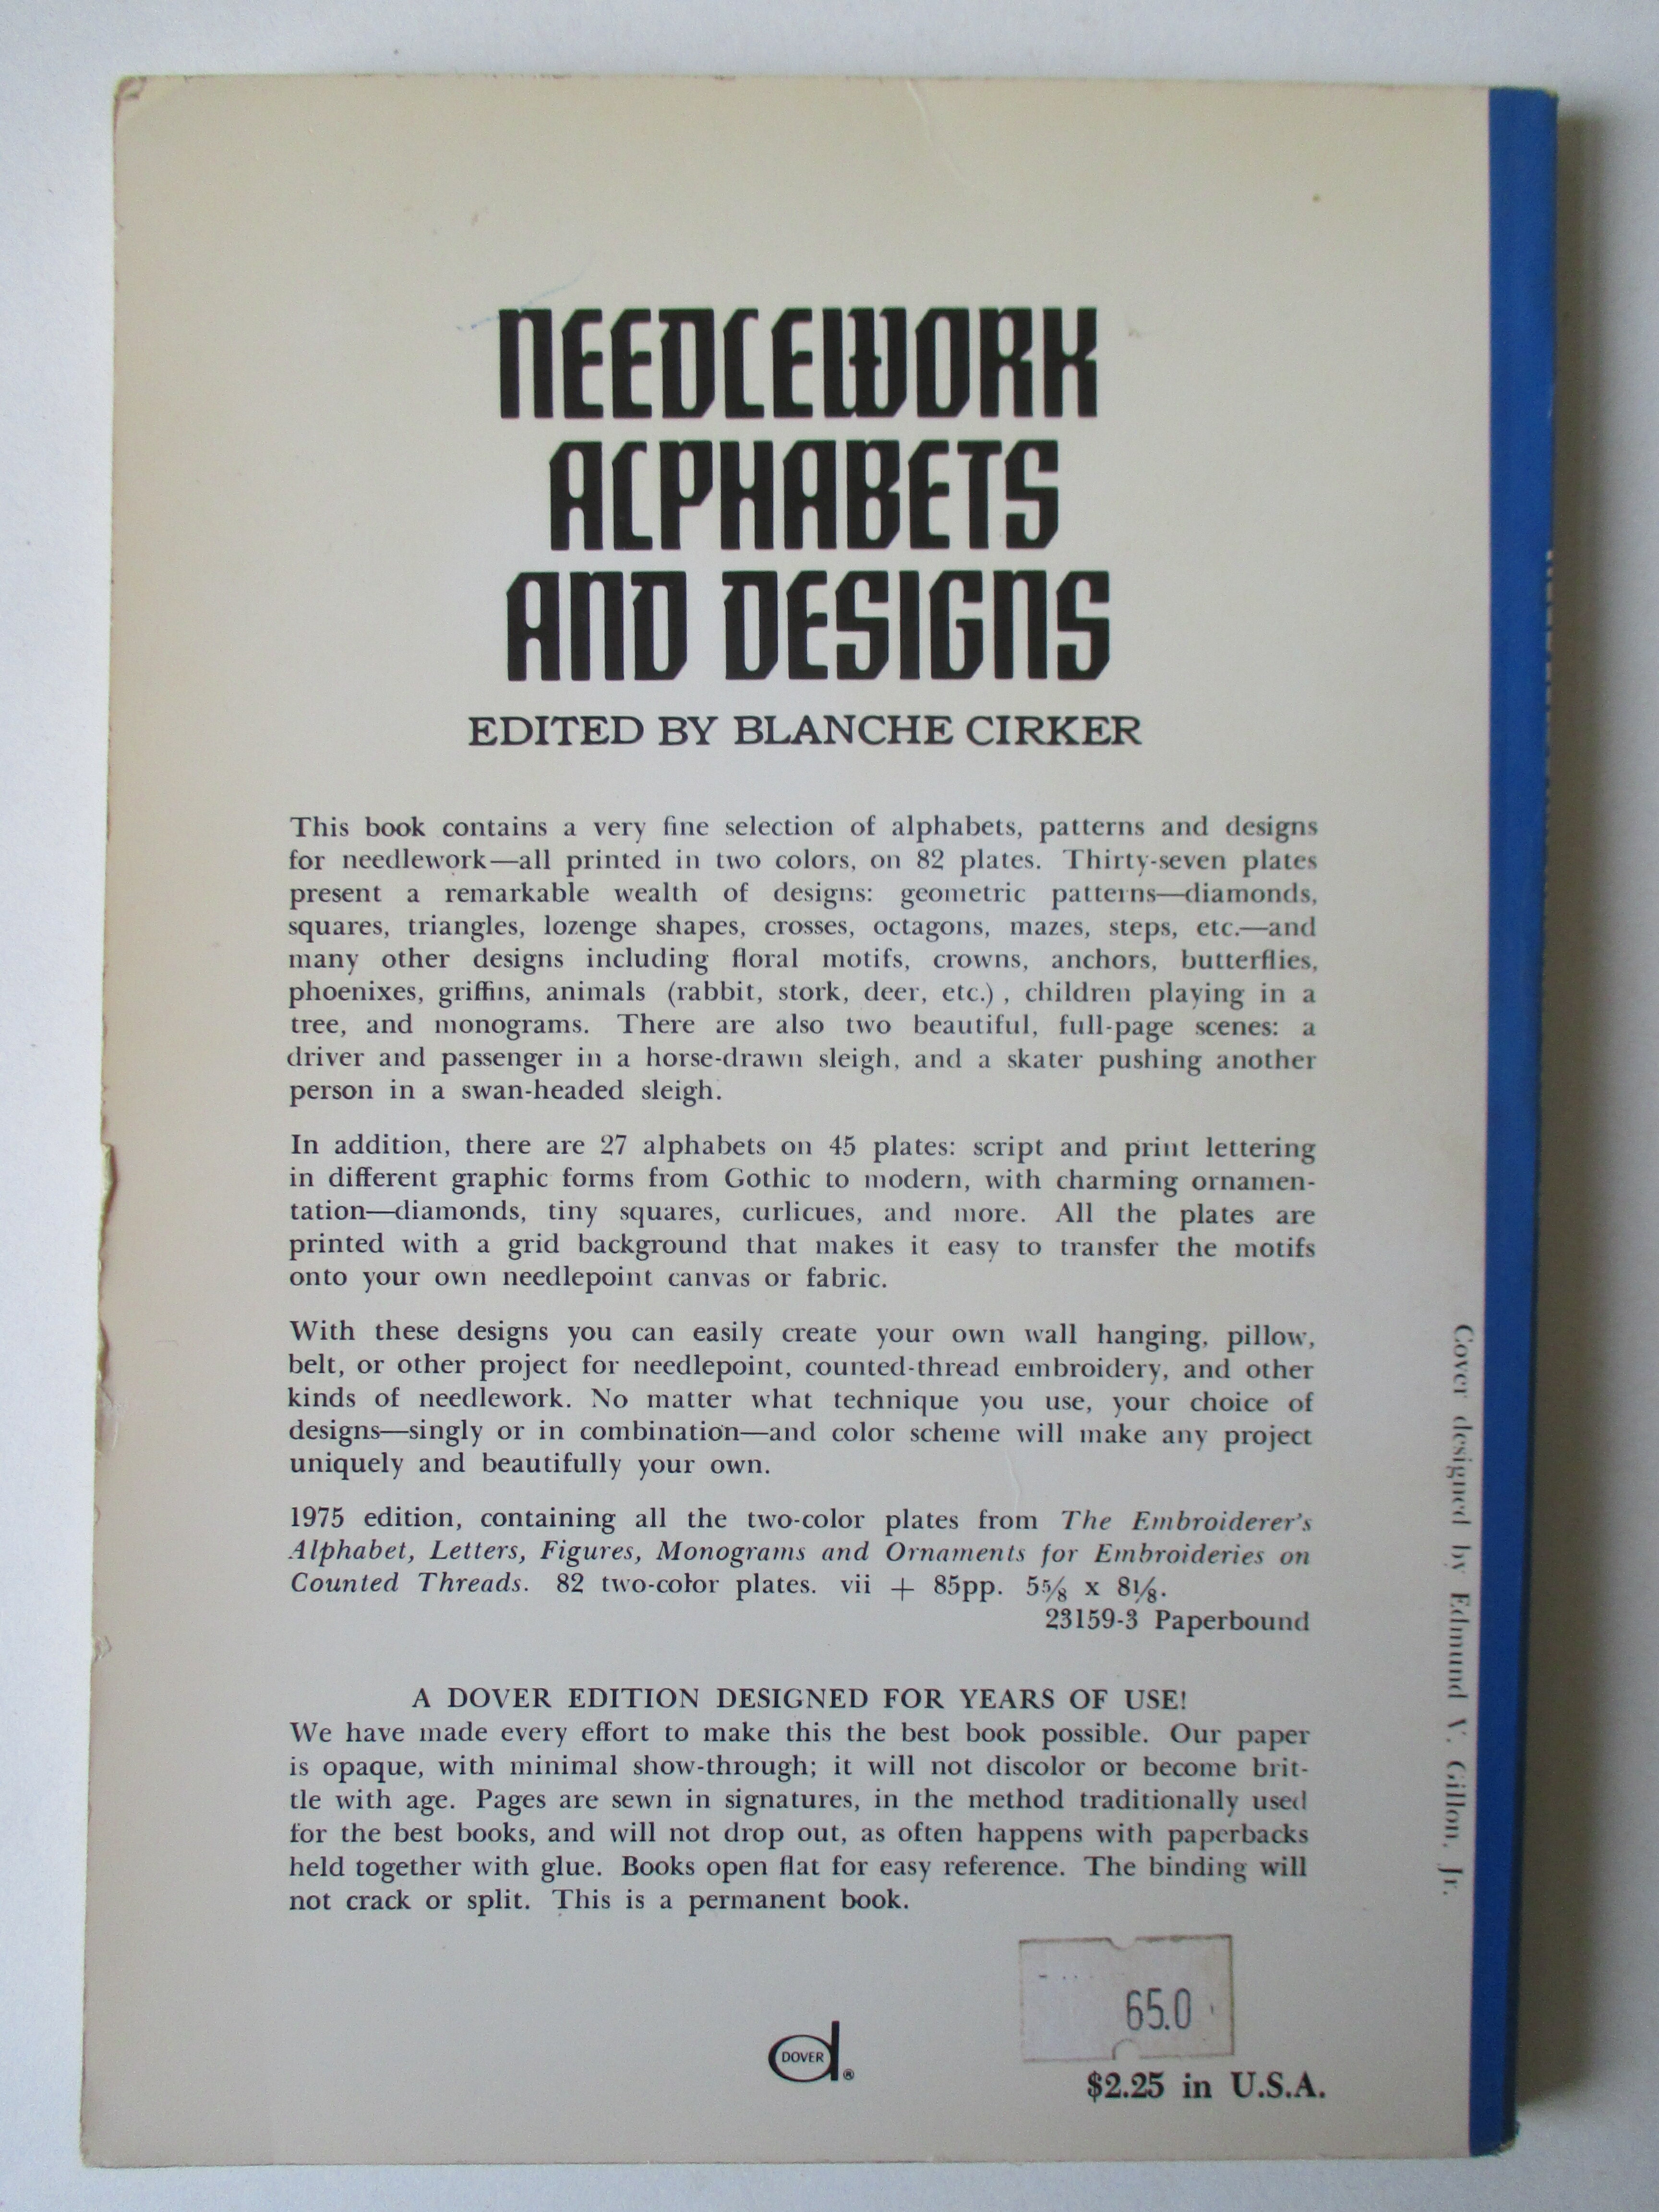 NEEDLEWORK
ALPHABETS
AND DESIGNS
EDITED BY BLANCHE CIRKER
This book contains a very fine selection of alphabets, patterns and designs
for needlework—all printed in two colors, on 82 plates. Thirty-seven plates
present a remarkable wealth of designs: geometric patterns—diamonds,
squares, triangles, lozenge shapes, crosses, octagons, mazes, steps, etc.—and
many other designs including floral motifs, crowns, anchors, butterflies,
phoenixes, griffins, animals (rabbit, stork, deer, etc.), children playing in a
tree, and monograms. There are also two beautiful, full-page scenes: a
driver and passenger in a horse-drawn sleigh, and a skater pushing another
person in a swan-headed sleigh.
In addition, there are 27 alphabets on 45 plates: script and print lettering
in different graphic forms from Gothic to modern, with charming ornamen-
tation—diamonds, tiny squares, curlicues, and more. All the plates are
printed with a grid background that makes it easy to transfer the motifs
onto your own needlepoint canvas or fabric.
With these designs you can easily create your own wall hanging, pillow,
belt, or other project for needlepoint, counted-thread embroidery, and other
kinds of needlework. No matter what technique you use, your choice of
designs—singly or in combination—and color scheme will make any project
uniquely and beautifully your own.
1975 edition, containing all the two-color plates from The Embroiderer's
Alphabet, Letters, Figures, Monograms and Ornaments for Embroideries on
Counted Threads. 82 two-color plates. vii + 85pp. 5⅝ x 8⅛.
23159-3 Paperbound
A DOVER EDITION DESIGNED FOR YEARS OF USE!
We have made every effort to make this the best book possible. Our paper
is opaque, with minimal show-through; it will not discolor or become brit-
tle with age. Pages are sewn in signatures, in the method traditionally used
for the best books, and will not drop out, as often happens with paperbacks
held together with glue. Books open flat for easy reference. The binding will
not crack or split. This is a permanent book.
65.0
DOVER
®
$2.25 in U.S.A.
Cover designed by Edmund V. Gillon, Jr.